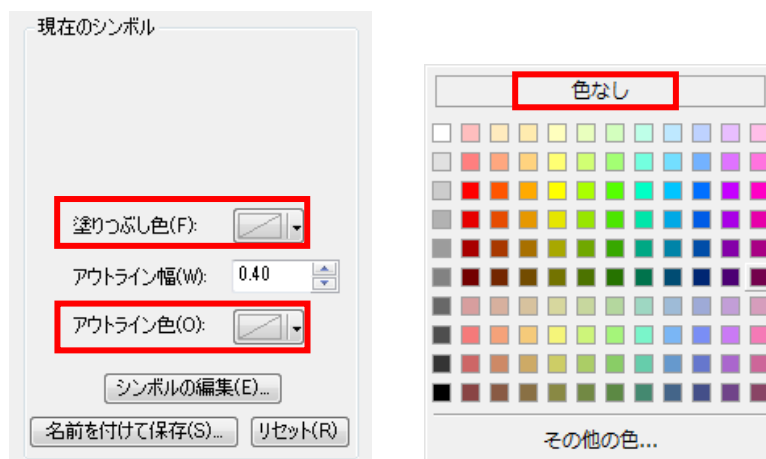 現在のシンボル
塗りつぶし色(F):
アウトライン幅(W): 0.40
アウトライン色(O):
シンボルの編集(E)...
名前を付けて保存(S)... リセット(R)
色なし
その他の色...